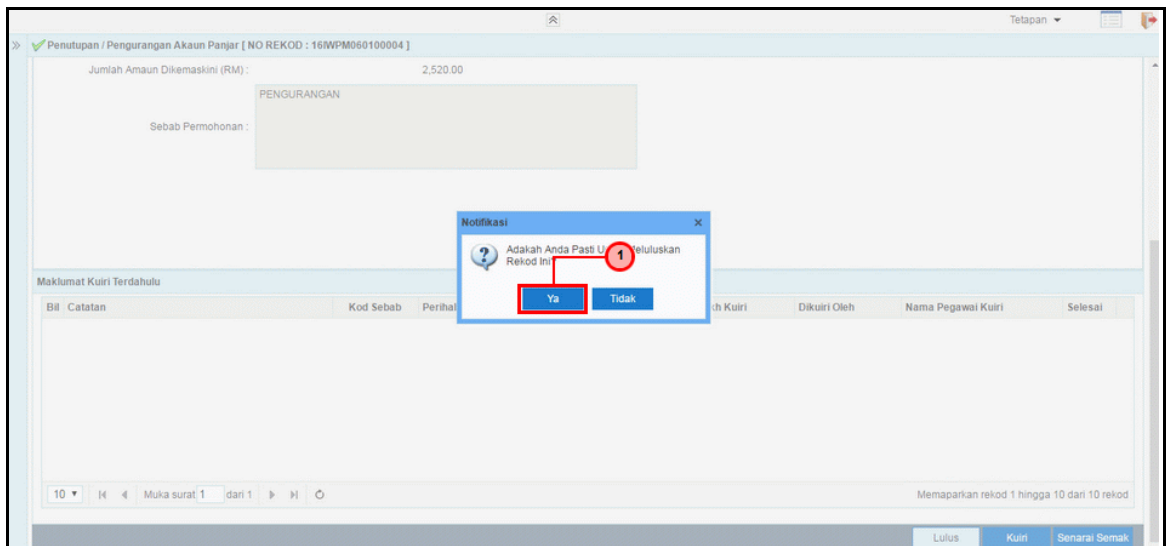 Tetapan
Penutupan / Pengurangan Akaun Panjar [ NO REKOD : 16IWPM060100004 ]
Jumlah Amaun Dikemaskini (RM) : 2,520.00
Sebab Permohonan : PENGURANGAN
Notifikasi
Adakah Anda Pasti
Rekod Ini
1
Ya Tidak
Maklumat Kuiri Terdahulu
Bil Catatan Kod Sebab Kuiri Dikuiri Oleh Nama Pegawai Kuiri Selesai
10 Muka surat 1 dari 1 Memaparkan rekod 1 hingga 10 dari 10 rekod
Lulus Kuiri Senarai Semak